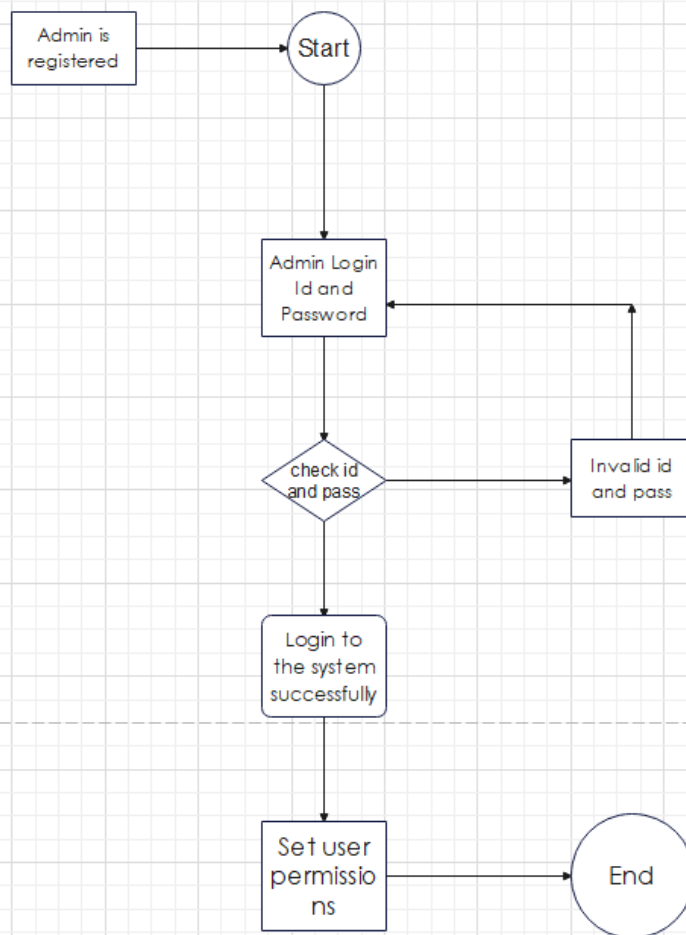 Admin is
registered
Start
Admin Login
Id and
Password
check id
and pass
Invalid id
and pass
Login to
the system
successfully
Set user
permissio
ns
End